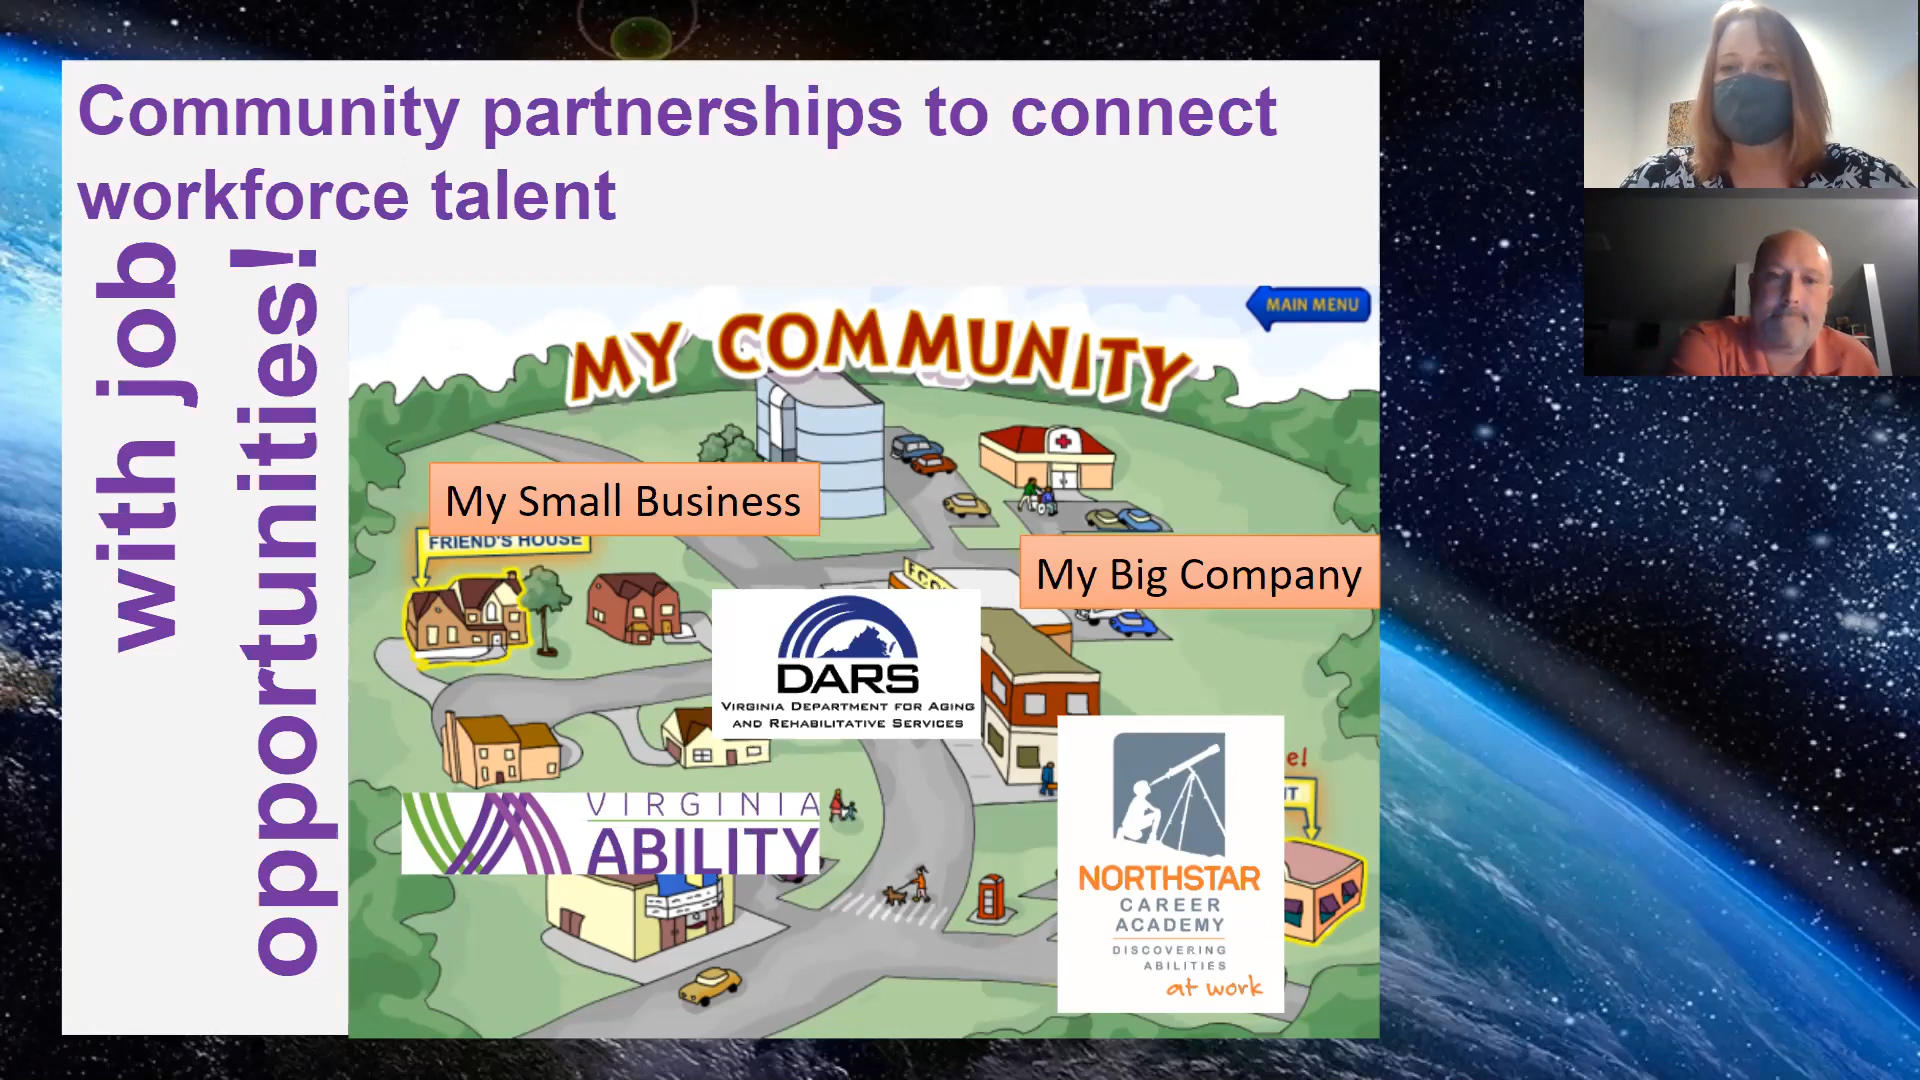 Community partnerships to connect
workforce talent
with job
opportunities!
MAIN MENU
MY COMMUNITY
My Small Business
FRIEND'S HOUSE
My Big Company
DARS
VIRGINIA DEPARTMENT FOR AGING
AND REHABILITATIVE SERVICES
VIRGINIA
ABILITY
NORTHSTAR
CAREER
ACADEMY
DISCOVERING
ABILITIES
at work